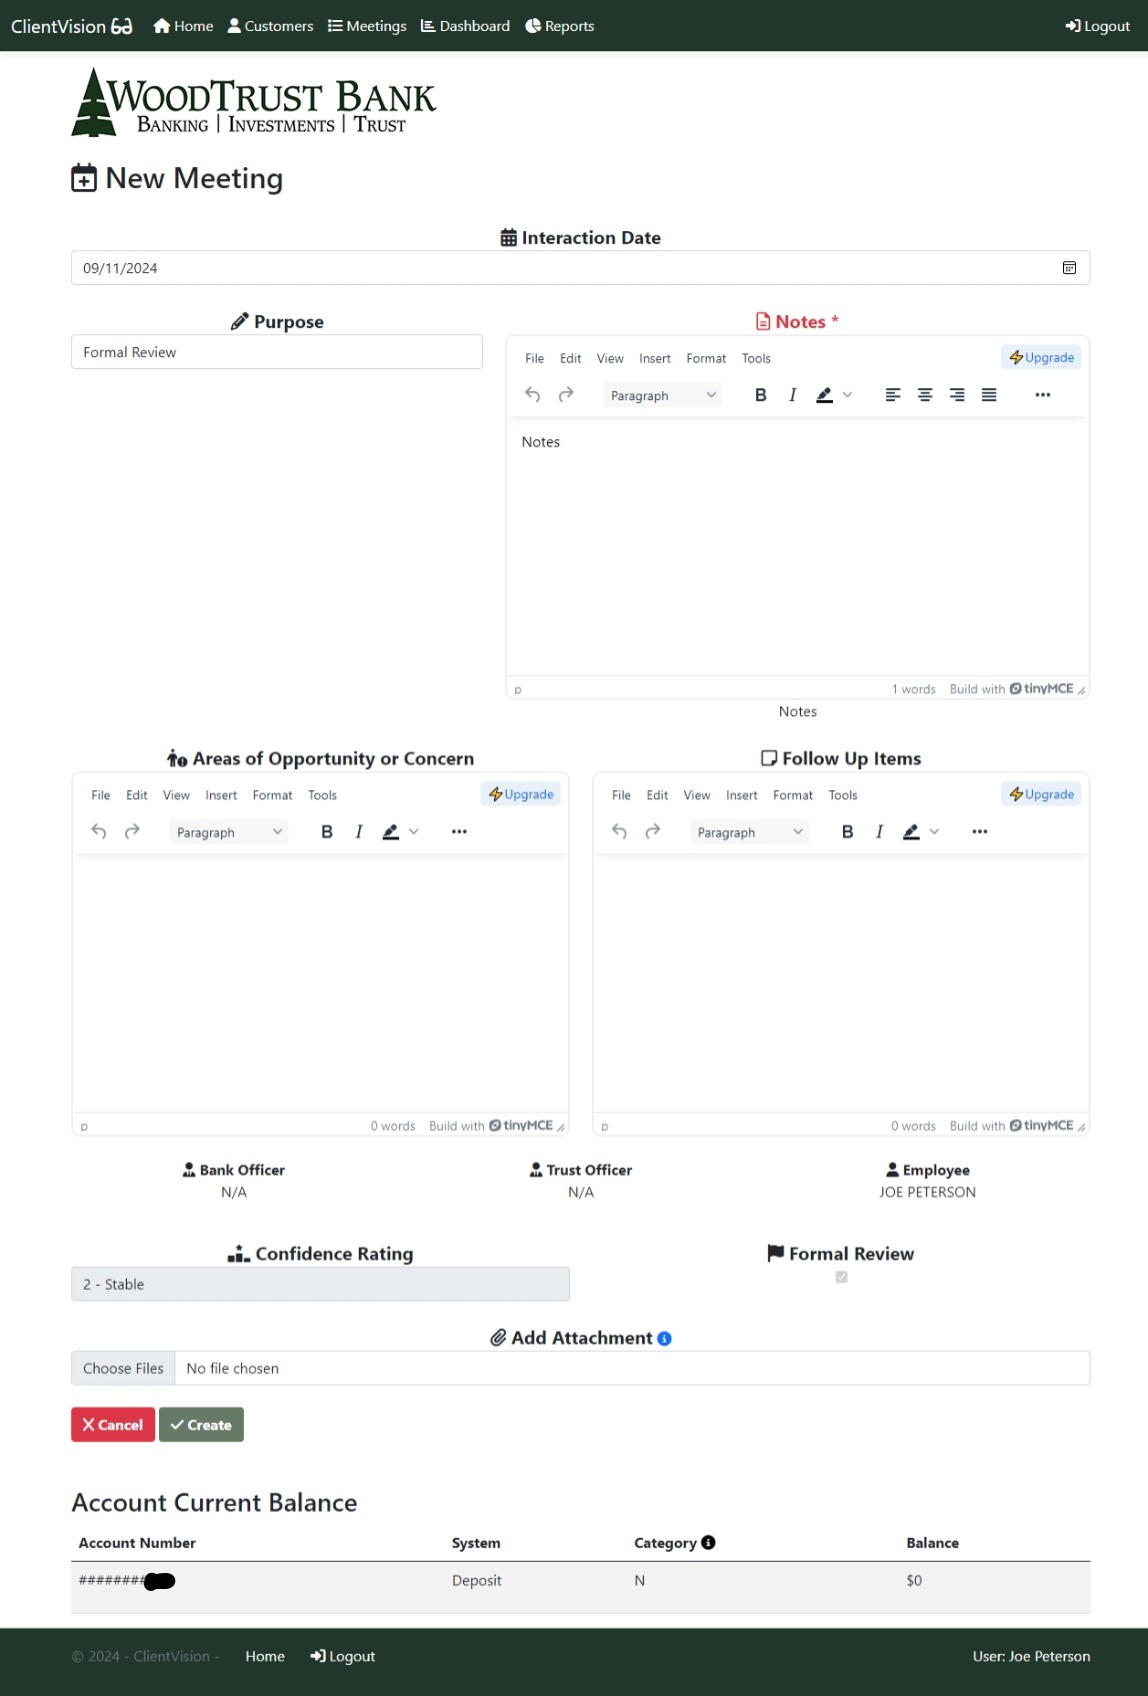 ClientVision Home Customers Meetings Dashboard Reports Logout
WOODTRUST BANK
BANKING | INVESTMENTS | TRUST
New Meeting
Interaction Date
09/11/2024
Purpose
Formal Review
Notes *
File Edit View Insert Format Tools Upgrade
Paragraph B I ...
Notes
p 1 words Build with tinyMCE
Notes
Areas of Opportunity or Concern
File Edit View Insert Format Tools Upgrade
Paragraph B I ...
p 0 words Build with tinyMCE
Follow Up Items
File Edit View Insert Format Tools Upgrade
Paragraph B I ...
p 0 words Build with tinyMCE
Bank Officer Trust Officer Employee
N/A N/A JOE PETERSON
Confidence Rating Formal Review
2 - Stable
Add Attachment
Choose Files No file chosen
X Cancel Create
Account Current Balance
Account Number System Category Balance
######## Deposit N $0
© 2024 - ClientVision - Home Logout User: Joe Peterson